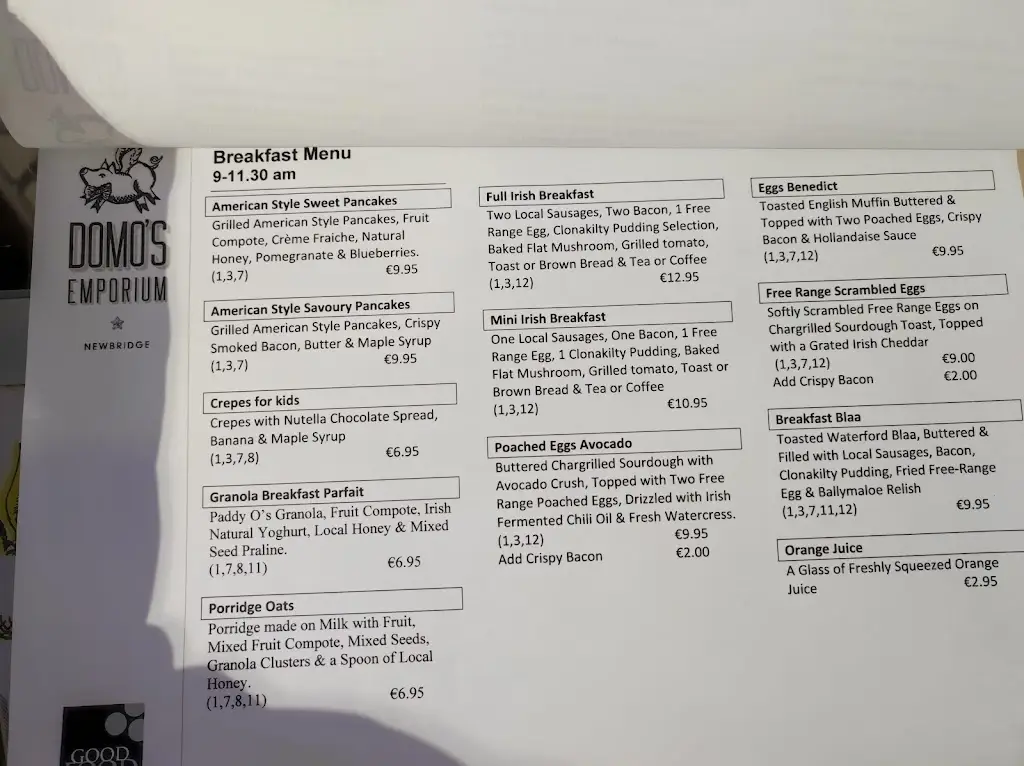 DOMO'S
EMPORIUM
NEWBRIDGE
GOOD
FOOD
Breakfast Menu
9-11.30 am
American Style Sweet Pancakes
Grilled American Style Pancakes, Fruit
Compote, Crème Fraiche, Natural
Honey, Pomegranate & Blueberries.
(1,3,7) €9.95
American Style Savoury Pancakes
Grilled American Style Pancakes, Crispy
Smoked Bacon, Butter & Maple Syrup
(1,3,7) €9.95
Crepes for kids
Crepes with Nutella Chocolate Spread,
Banana & Maple Syrup
(1,3,7,8) €6.95
Granola Breakfast Parfait
Paddy O's Granola, Fruit Compote, Irish
Natural Yoghurt, Local Honey & Mixed
Seed Praline.
(1,7,8,11) €6.95
Porridge Oats
Porridge made on Milk with Fruit,
Mixed Fruit Compote, Mixed Seeds,
Granola Clusters & a Spoon of Local
Honey.
(1,7,8,11) €6.95
Full Irish Breakfast
Two Local Sausages, Two Bacon, 1 Free
Range Egg, Clonakilty Pudding Selection,
Baked Flat Mushroom, Grilled tomato,
Toast or Brown Bread & Tea or Coffee
(1,3,12) €12.95
Mini Irish Breakfast
One Local Sausages, One Bacon, 1 Free
Range Egg, 1 Clonakilty Pudding, Baked
Flat Mushroom, Grilled tomato, Toast or
Brown Bread & Tea or Coffee
(1,3,12) €10.95
Poached Eggs Avocado
Buttered Chargrilled Sourdough with
Avocado Crush, Topped with Two Free
Range Poached Eggs, Drizzled with Irish
Fermented Chili Oil & Fresh Watercress.
(1,3,12) €9.95
Add Crispy Bacon €2.00
Eggs Benedict
Toasted English Muffin Buttered &
Topped with Two Poached Eggs, Crispy
Bacon & Hollandaise Sauce
(1,3,7,12) €9.95
Free Range Scrambled Eggs
Softly Scrambled Free Range Eggs on
Chargrilled Sourdough Toast, Topped
with a Grated Irish Cheddar
(1,3,7,12) €9.00
Add Crispy Bacon €2.00
Breakfast Blaa
Toasted Waterford Blaa, Buttered &
Filled with Local Sausages, Bacon,
Clonakilty Pudding, Fried Free-Range
Egg & Ballymaloe Relish
(1,3,7,11,12) €9.95
Orange Juice
A Glass of Freshly Squeezed Orange
Juice €2.95